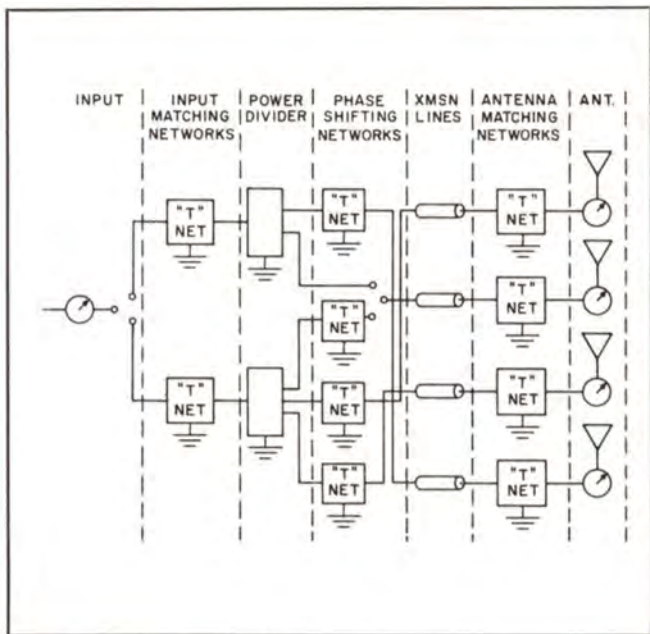 INPUT
INPUT
MATCHING
NETWORKS
POWER
DIVIDER
PHASE
SHIFTING
NETWORKS
XMSN
LINES
ANTENNA
MATCHING
NETWORKS
ANT.
"T"
NET
"T"
NET
"T"
NET
"T"
NET
"T"
NET
"T"
NET
"T"
NET
"T"
NET
"T"
NET
"T"
NET